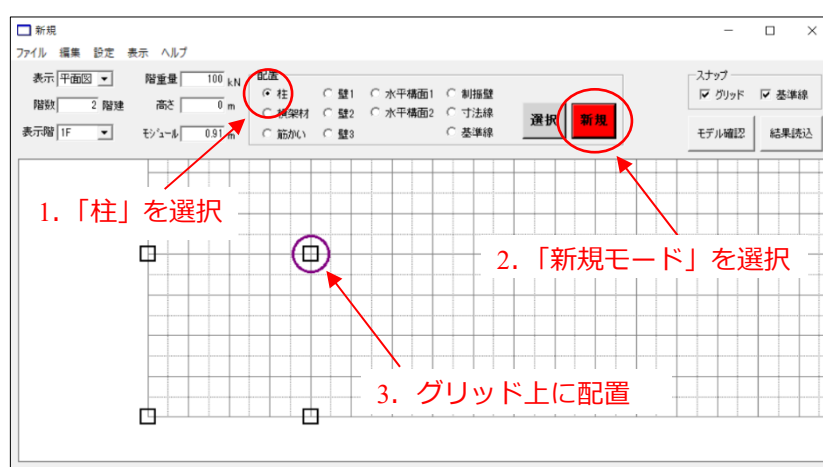 新規
ファイル 編集 設定 表示 ヘルプ
表示 平面図 階重量 100 kN 配置 スナップ
柱 壁1 水平構面1 制振壁 グリッド 基準線
階数 2 階建 高さ 0 m 横架材 壁2 水平構面2 寸法線 選択 新規
表示階 1F モジュール 0.91 m 筋かい 壁3 基準線 モデル確認 結果読込
1. 「柱」を選択
2. 「新規モード」を選択
3. グリッド上に配置